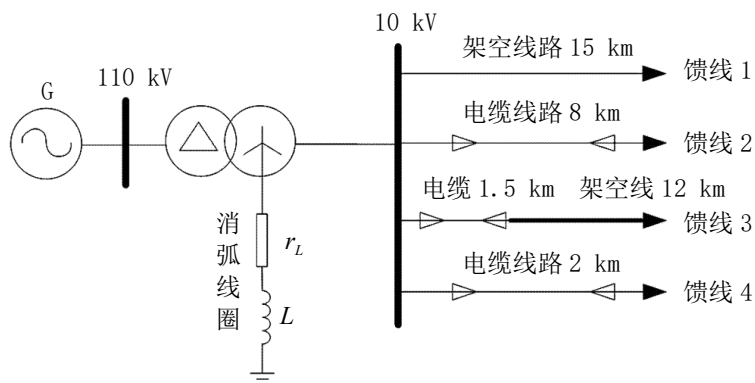 10 kV
架空线路 15 km
馈线 1
110 kV
G
电缆线路 8 km
馈线 2
电缆 1.5 km
架空线 12 km
馈线 3
消弧线圈
r_L
L
电缆线路 2 km
馈线 4